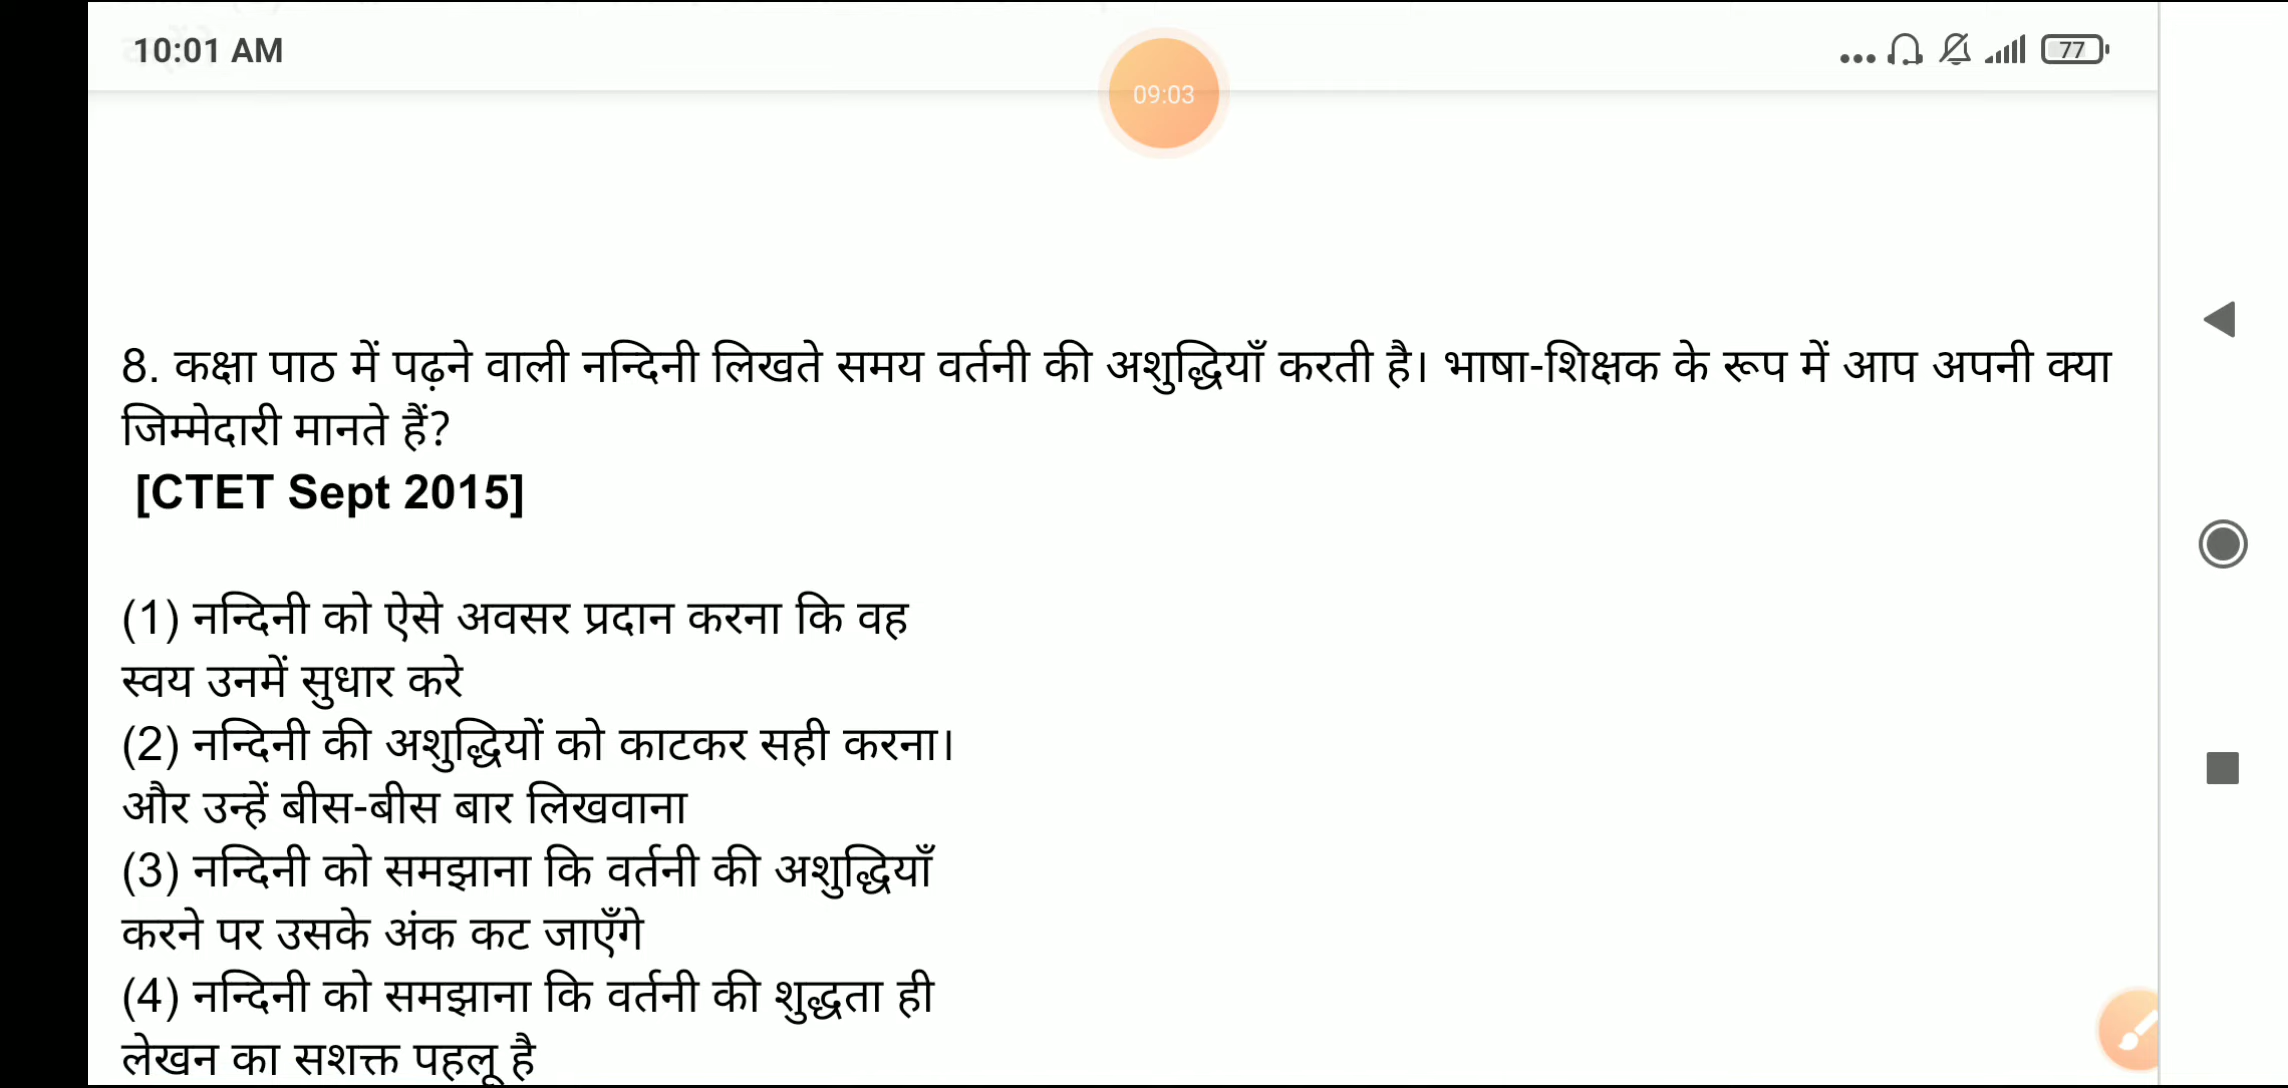 10:01 AM
09:03
77
8. कक्षा पाठ में पढ़ने वाली नन्दिनी लिखते समय वर्तनी की अशुद्धियाँ करती है। भाषा-शिक्षक के रूप में आप अपनी क्या
जिम्मेदारी मानते हैं?
[CTET Sept 2015]
(1) नन्दिनी को ऐसे अवसर प्रदान करना कि वह
स्वय उनमें सुधार करे
(2) नन्दिनी की अशुद्धियों को काटकर सही करना।
और उन्हें बीस-बीस बार लिखवाना
(3) नन्दिनी को समझाना कि वर्तनी की अशुद्धियाँ
करने पर उसके अंक कट जाएँगे
(4) नन्दिनी को समझाना कि वर्तनी की शुद्धता ही
लेखन का सशक्त पहलू है